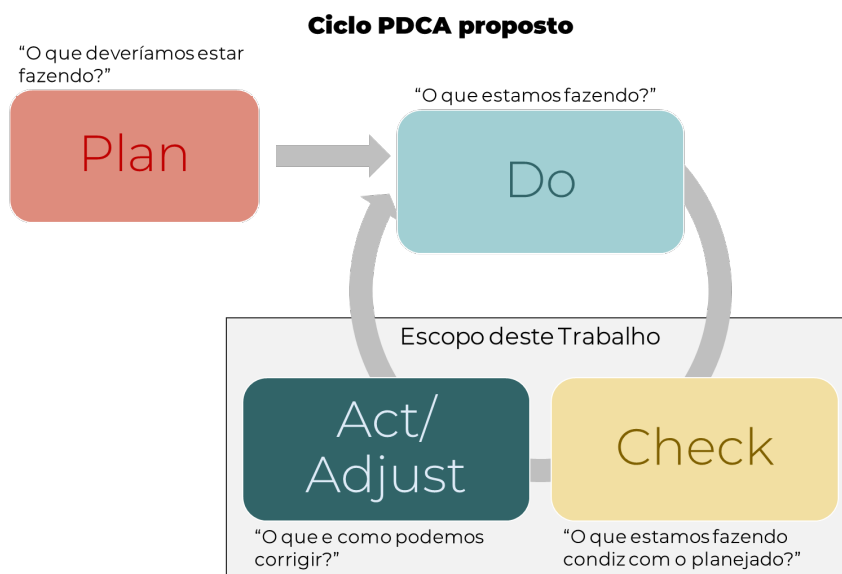 Ciclo PDCA proposto
“O que deveríamos estar
fazendo?”
Plan
“O que estamos fazendo?”
Do
Escopo deste Trabalho
Act/
Adjust
“O que e como podemos
corrigir?”
Check
“O que estamos fazendo
condiz com o planejado?”